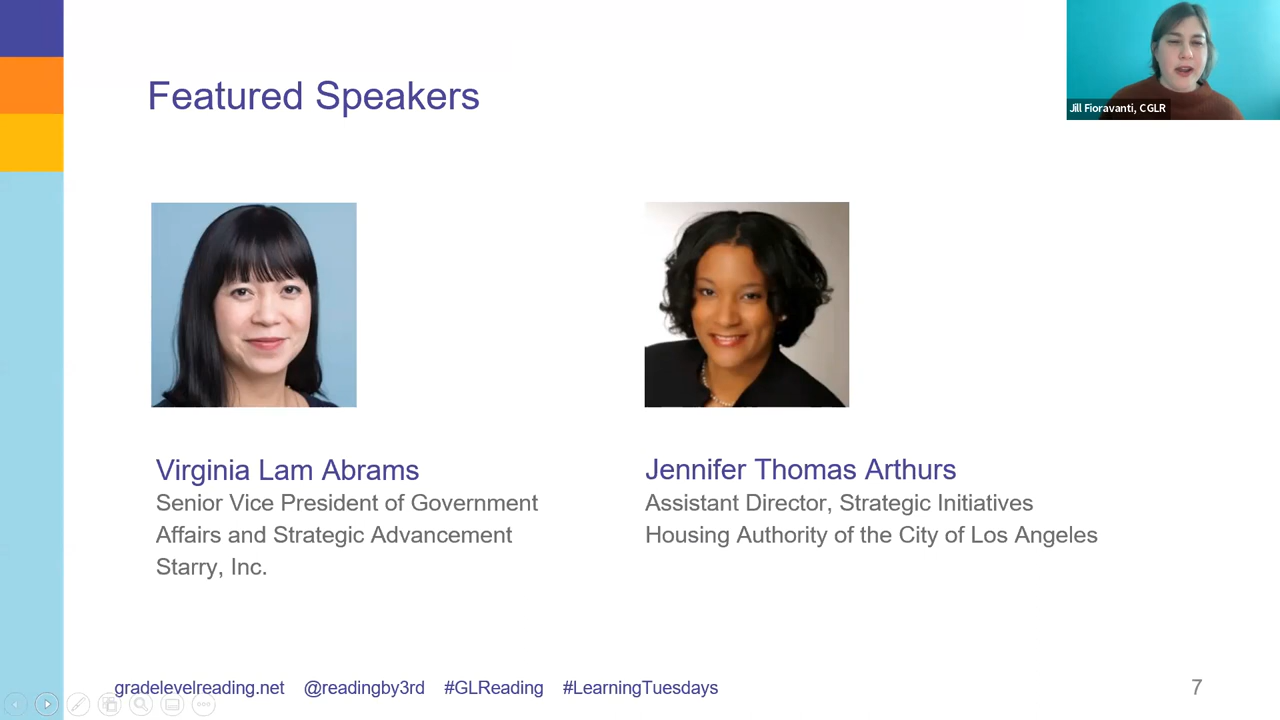 Featured Speakers
Jill Fioravanti, CGLR
Virginia Lam Abrams
Senior Vice President of Government
Affairs and Strategic Advancement
Starry, Inc.
Jennifer Thomas Arthurs
Assistant Director, Strategic Initiatives
Housing Authority of the City of Los Angeles
gradelevelreading.net @readingby3rd #GLReading #LearningTuesdays
7